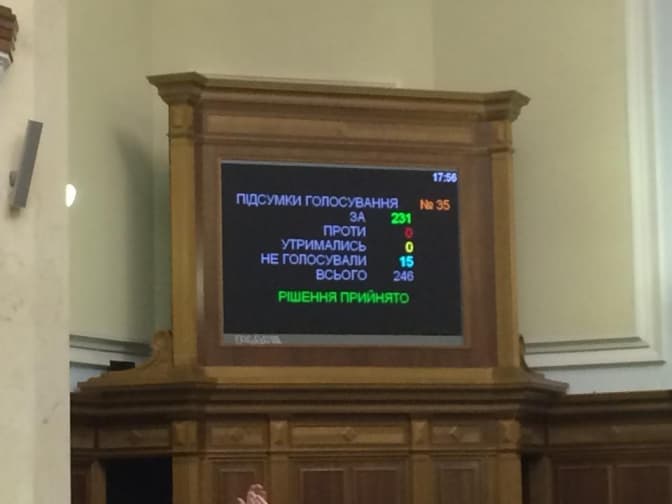 17:56
ПІДСУМКИ ГОЛОСУВАННЯ № 35
ЗА 231
ПРОТИ 0
УТРИМАЛИСЬ 0
НЕ ГОЛОСУВАЛИ 15
ВСЬОГО 246
РІШЕННЯ ПРИЙНЯТО